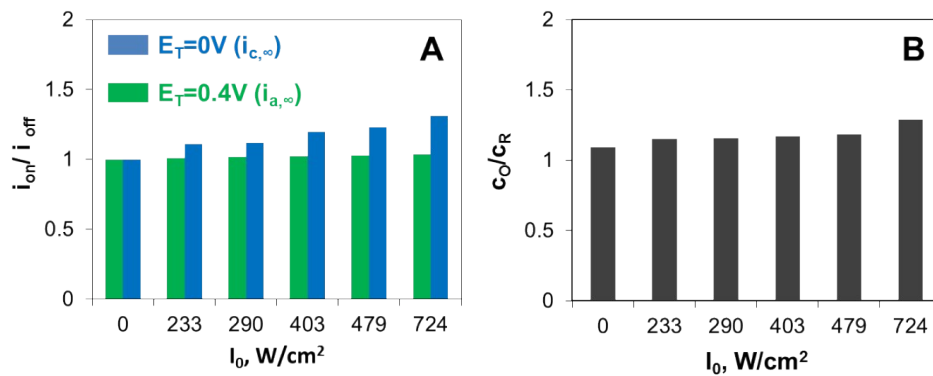 A
E_T=0V (i_c,∞)
E_T=0.4V (i_a,∞)
2
1.5
1
0.5
0
i_on/ i_off
0 233 290 403 479 724
I_0, W/cm²
B
2
1.5
1
0.5
0
c_O/c_R
0 233 290 403 479 724
I_0, W/cm²